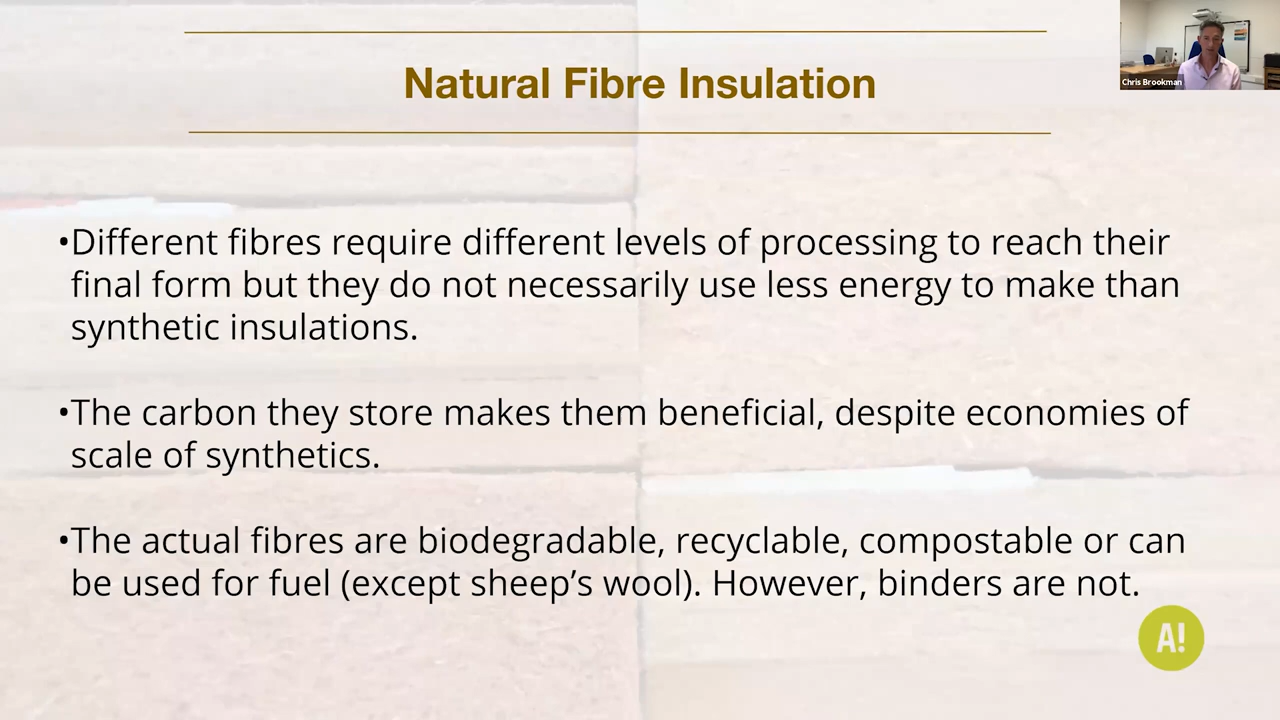 Natural Fibre Insulation
Chris Brookman
•Different fibres require different levels of processing to reach their
final form but they do not necessarily use less energy to make than
synthetic insulations.
•The carbon they store makes them beneficial, despite economies of
scale of synthetics.
•The actual fibres are biodegradable, recyclable, compostable or can
be used for fuel (except sheep’s wool). However, binders are not.
A!